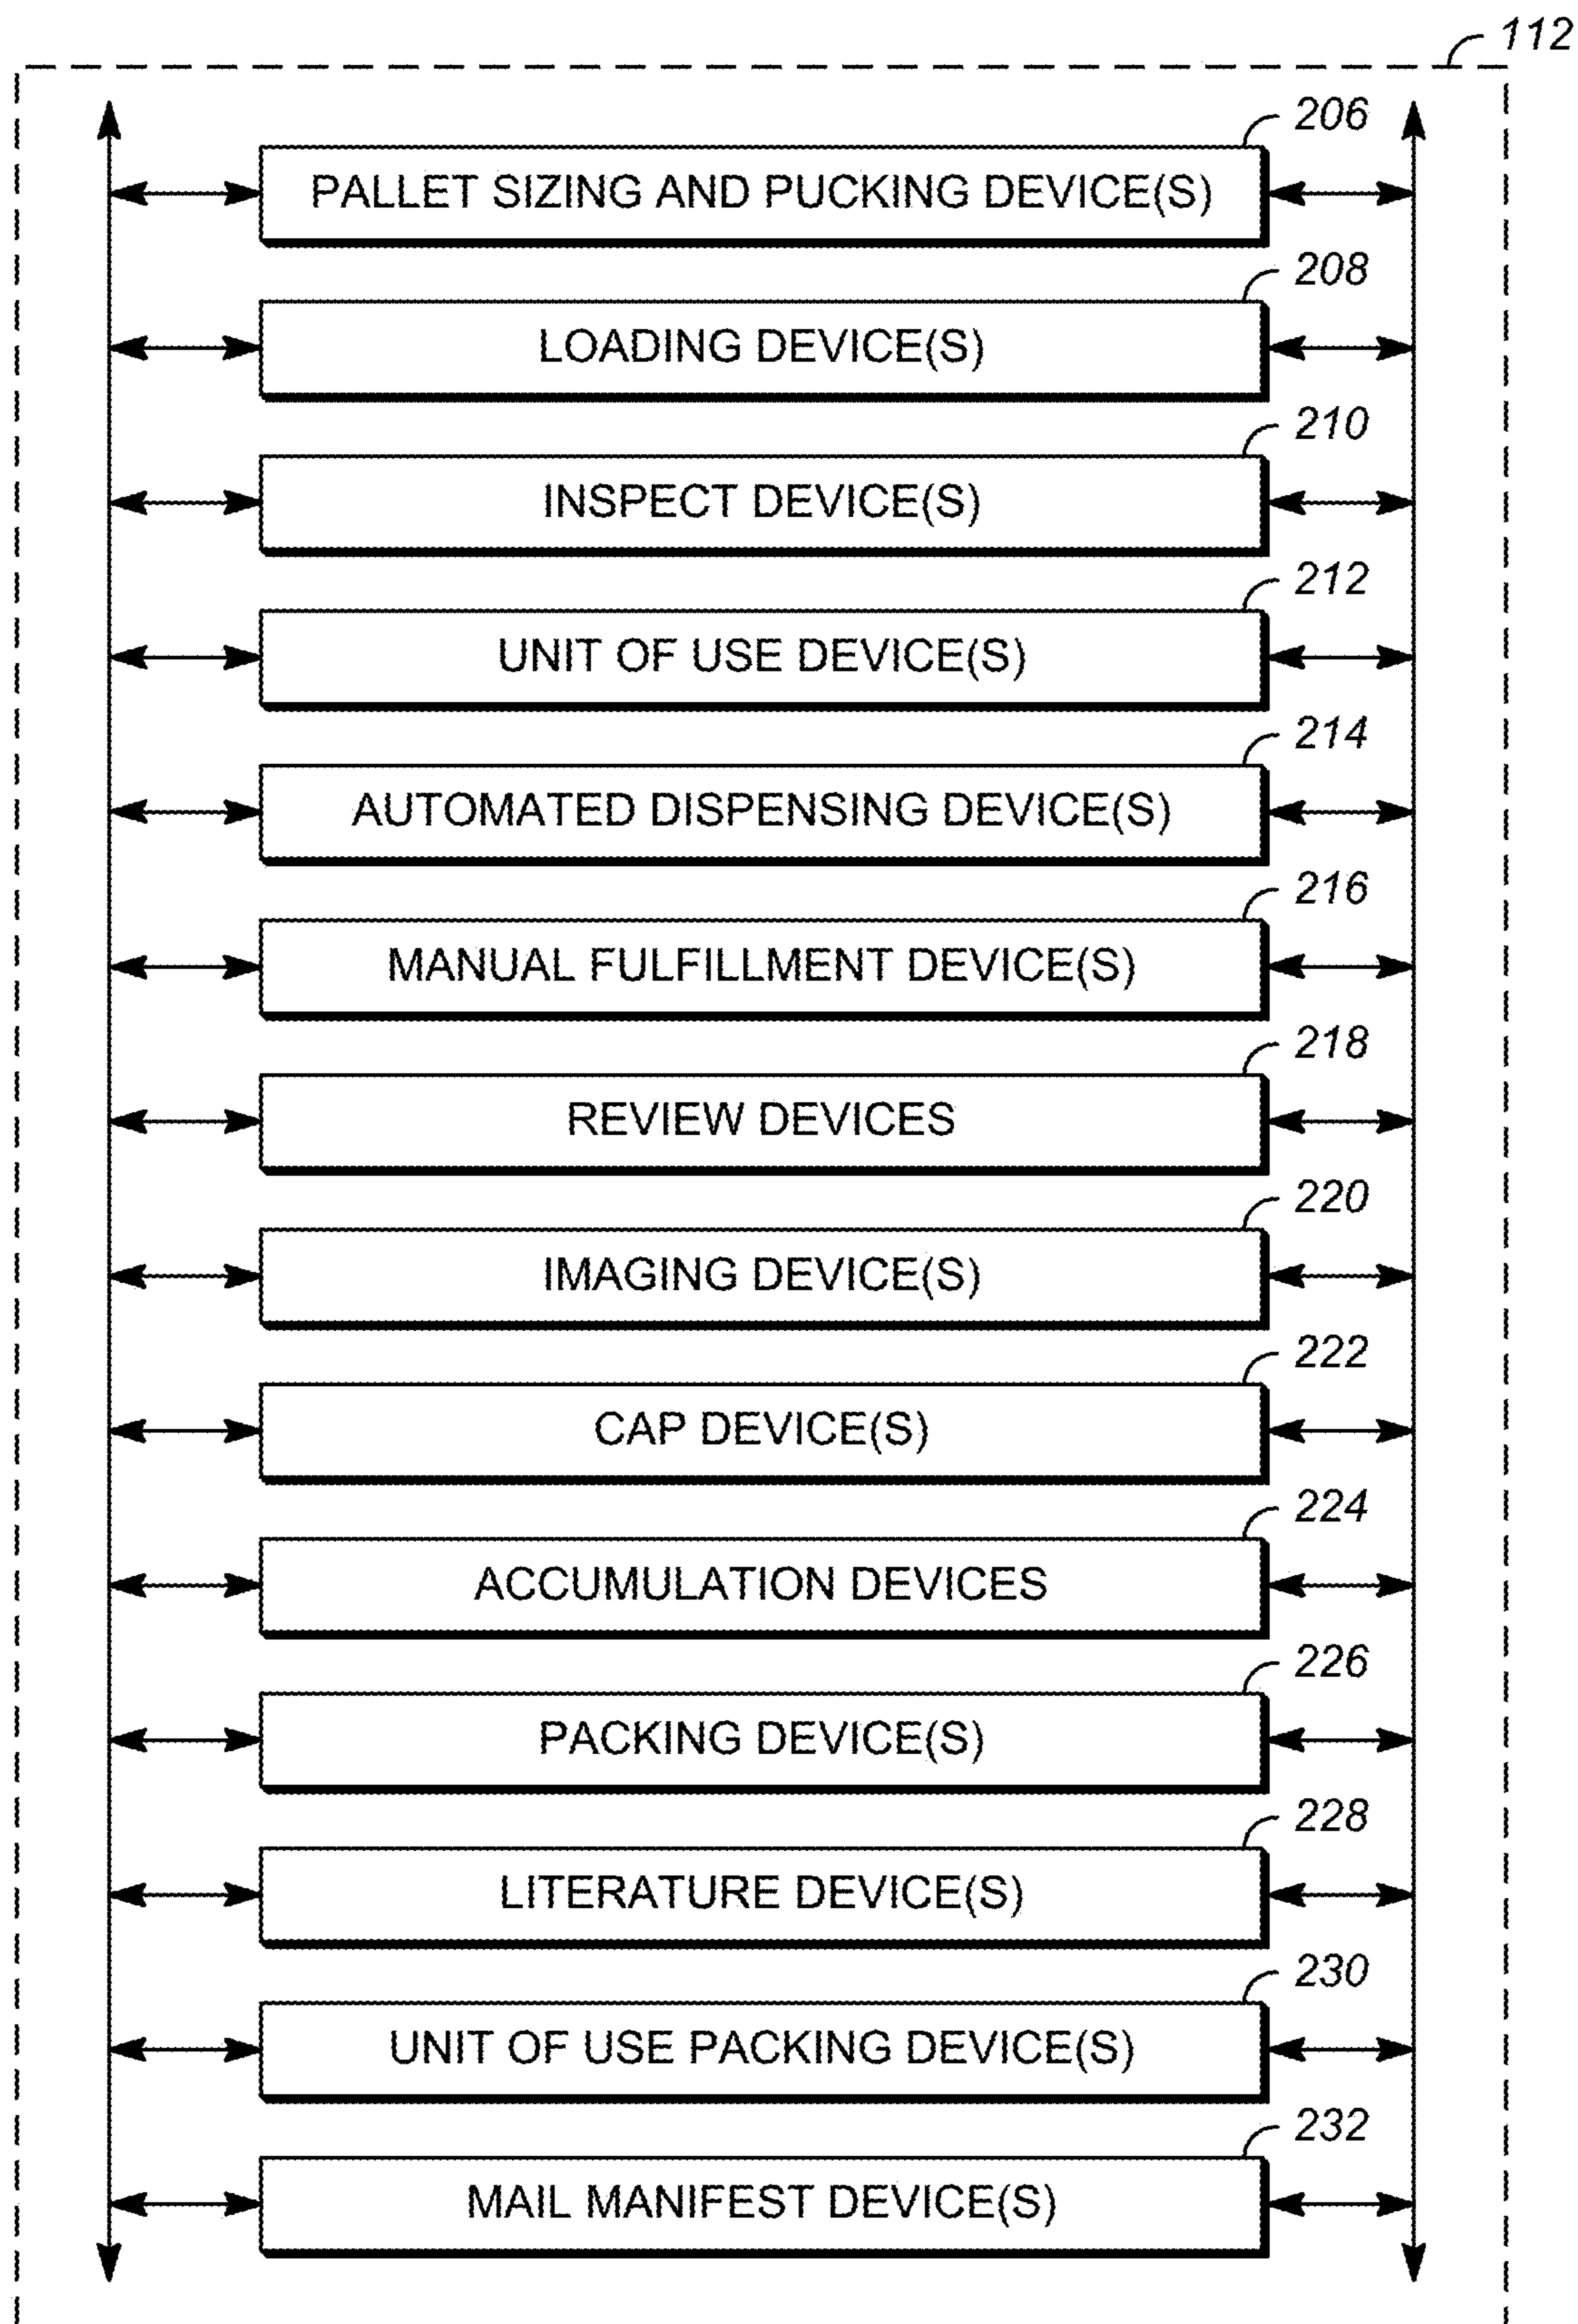 112
206
PALLET SIZING AND PUCKING DEVICE(S)
208
LOADING DEVICE(S)
210
INSPECT DEVICE(S)
212
UNIT OF USE DEVICE(S)
214
AUTOMATED DISPENSING DEVICE(S)
216
MANUAL FULFILLMENT DEVICE(S)
218
REVIEW DEVICES
220
IMAGING DEVICE(S)
222
CAP DEVICE(S)
224
ACCUMULATION DEVICES
226
PACKING DEVICE(S)
228
LITERATURE DEVICE(S)
230
UNIT OF USE PACKING DEVICE(S)
232
MAIL MANIFEST DEVICE(S)